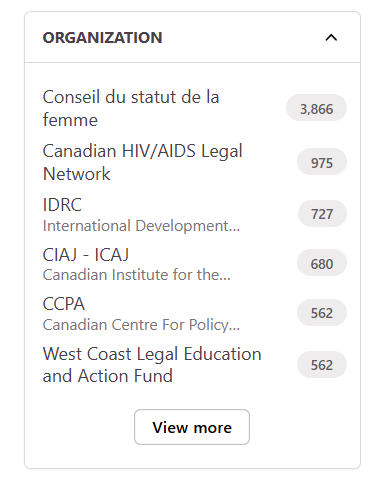 ORGANIZATION
Conseil du statut de la
femme
3,866
Canadian HIV/AIDS Legal
Network
975
IDRC
International Development...
727
CIAJ - ICAJ
Canadian Institute for the...
680
CCPA
Canadian Centre For Policy...
562
West Coast Legal Education
and Action Fund
562
View more